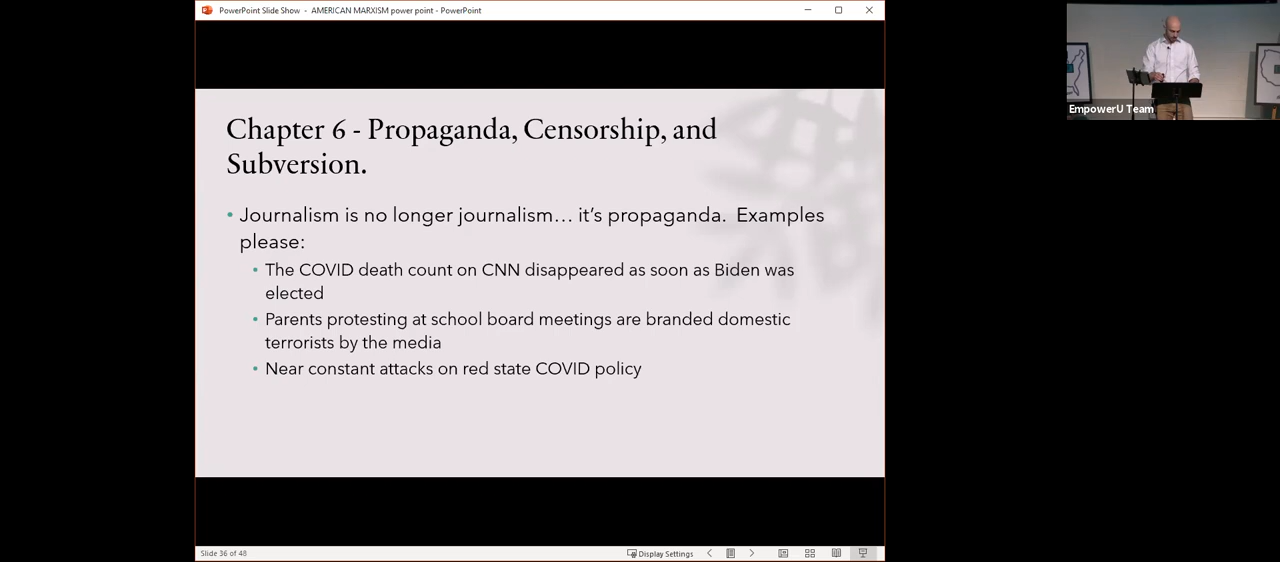 PowerPoint Slide Show - AMERICAN MARXISM power point - PowerPoint
EmpowerU Team
Chapter 6 - Propaganda, Censorship, and
Subversion.
• Journalism is no longer journalism… it's propaganda.  Examples
please:
• The COVID death count on CNN disappeared as soon as Biden was
elected
• Parents protesting at school board meetings are branded domestic
terrorists by the media
• Near constant attacks on red state COVID policy
Slide 36 of 48
Display Settings